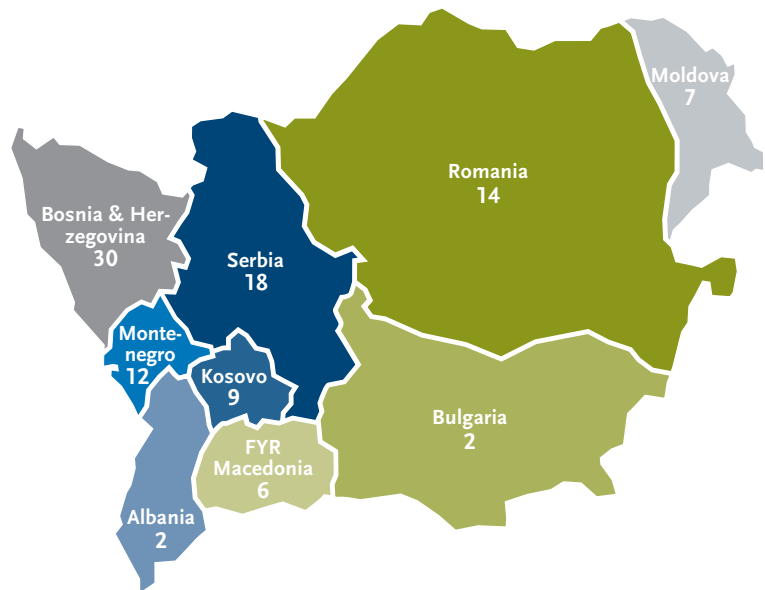 Moldova
7
Romania
14
Bosnia & Her-
zegovina
30
Serbia
18
Monte-
negro
12
Kosovo
9
Bulgaria
2
FYR
Macedonia
6
Albania
2